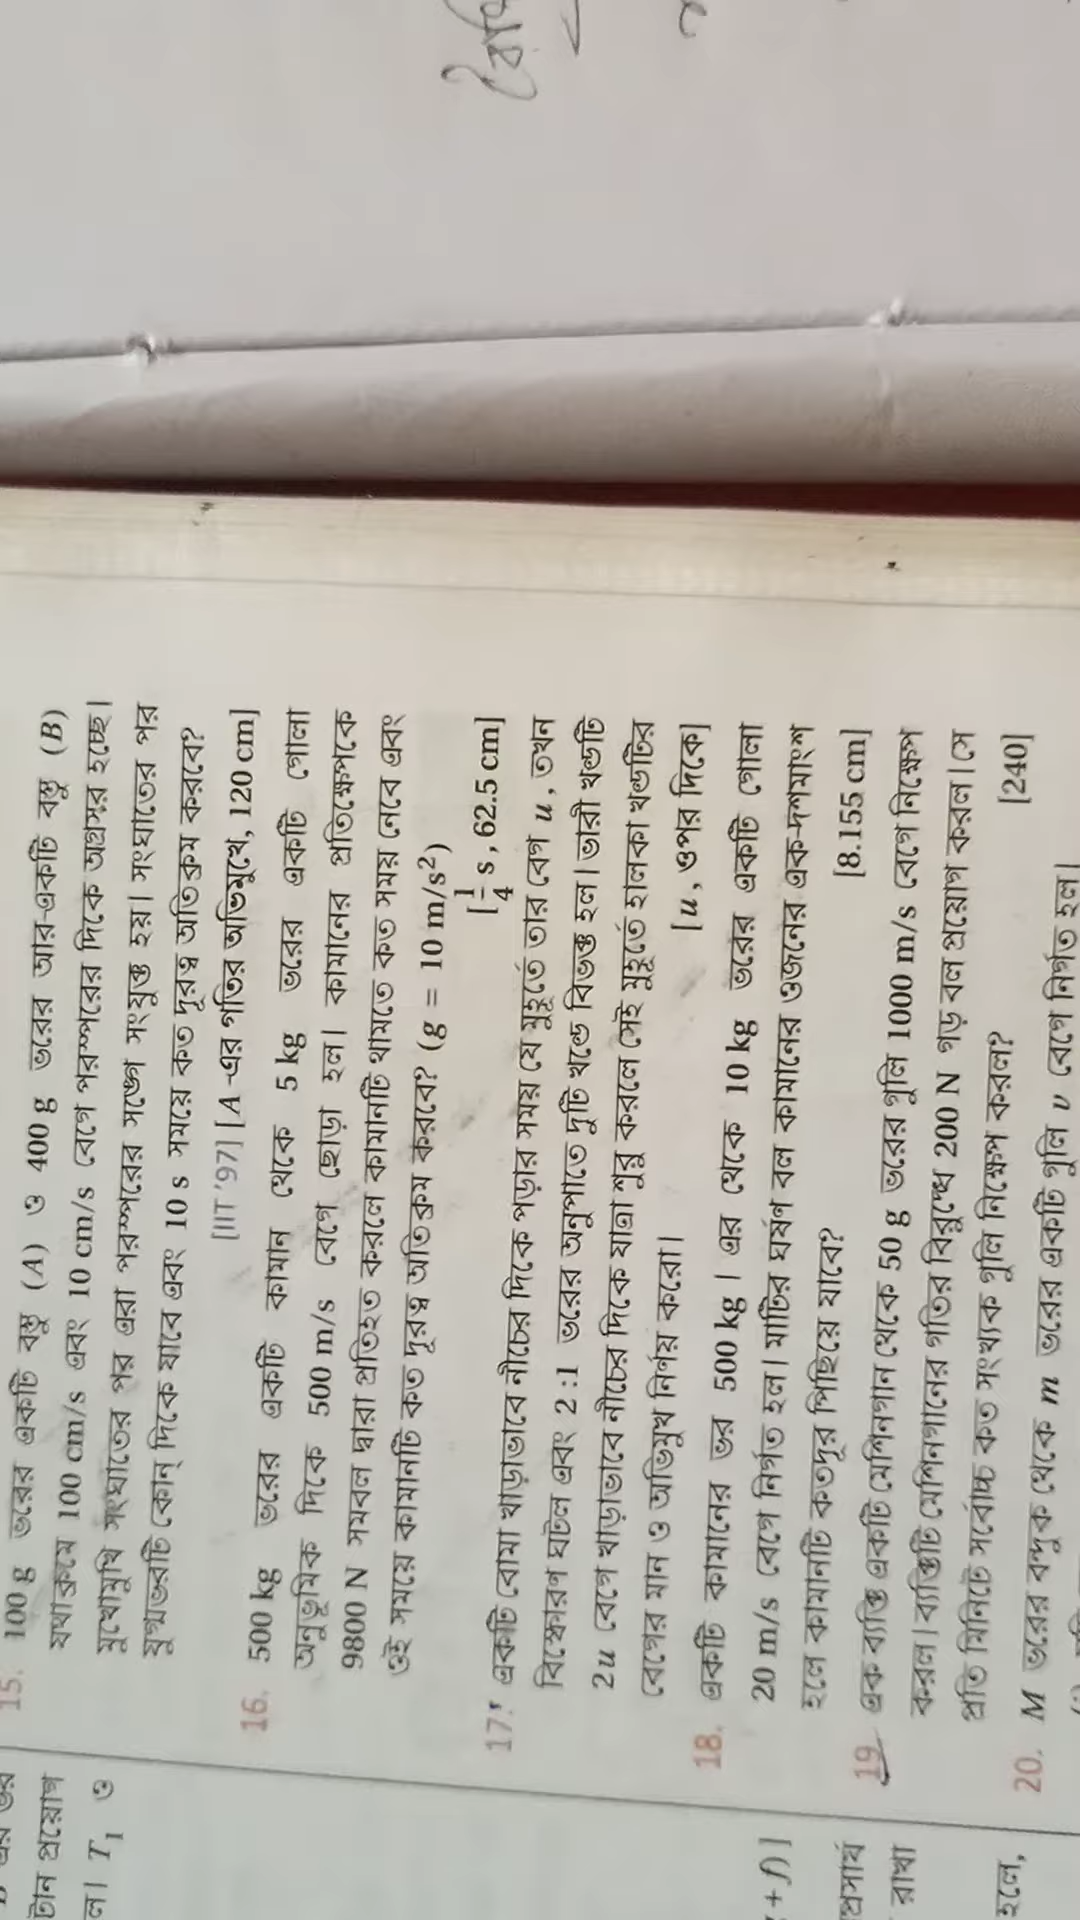 15. 100 g ভরের একটি বস্তু (A) ও 400 g ভরের আর-একটি বস্তু (B)
যথাক্রমে 100 cm/s এবং 10 cm/s বেগে পরস্পরের দিকে অগ্রসর হচ্ছে।
মুখোমুখি সংঘাতের পর এরা পরস্পরের সঙ্গে সংযুক্ত হয়। সংঘাতের পর
যুগ্মভরটি কোন্ দিকে যাবে এবং 10 s সময়ে কত দূরত্ব অতিক্রম করবে?
[IIT '97] [A -এর গতির অভিমুখে, 120 cm]
16. 500 kg ভরের একটি কামান থেকে 5 kg ভরের একটি গোলা
অনুভূমিক দিকে 500 m/s বেগে ছোড়া হল। কামানের প্রতিক্ষেপকে
9800 N সমবল দ্বারা প্রতিহত করলে কামানটি থামতে কত সময় নেবে এবং
ওই সময়ে কামানটি কত দূরত্ব অতিক্রম করবে? (g = 10 m/s²)
[1/4 s, 62.5 cm]
17. একটি বোমা খাড়াভাবে নীচের দিকে পড়ার সময় যে মুহূর্তে তার বেগ u, তখন
বিস্ফোরণ ঘটল এবং 2 :1 ভরের অনুপাতে দুটি খণ্ডে বিভক্ত হল। ভারী খণ্ডটি
2u বেগে খাড়াভাবে নীচের দিকে যাত্রা শুরু করলে সেই মুহূর্তে হালকা খণ্ডটির
বেগের মান ও অভিমুখ নির্ণয় করো। [u, ওপর দিকে]
18. একটি কামানের ভর 500 kg। এর থেকে 10 kg ভরের একটি গোলা
20 m/s বেগে নির্গত হল। মাটির ঘর্ষণ বল কামানের ওজনের এক-দশমাংশ
হলে কামানটি কতদূর পিছিয়ে যাবে? [8.155 cm]
19 এক ব্যক্তি একটি মেশিনগান থেকে 50 g ভরের গুলি 1000 m/s বেগে নিক্ষেপ
করল। ব্যক্তিটি মেশিনগানের গতির বিরুদ্ধে 200 N গড় বল প্রয়োগ করল। সে
প্রতি মিনিটে সর্বোচ্চ কত সংখ্যক গুলি নিক্ষেপ করল? [240]
20. M ভরের বন্দুক থেকে m ভরের একটি গুলি v বেগে নির্গত হল।
টান প্রয়োগ
ল। T₁ ও
+ f)]
রাখা
হলে,